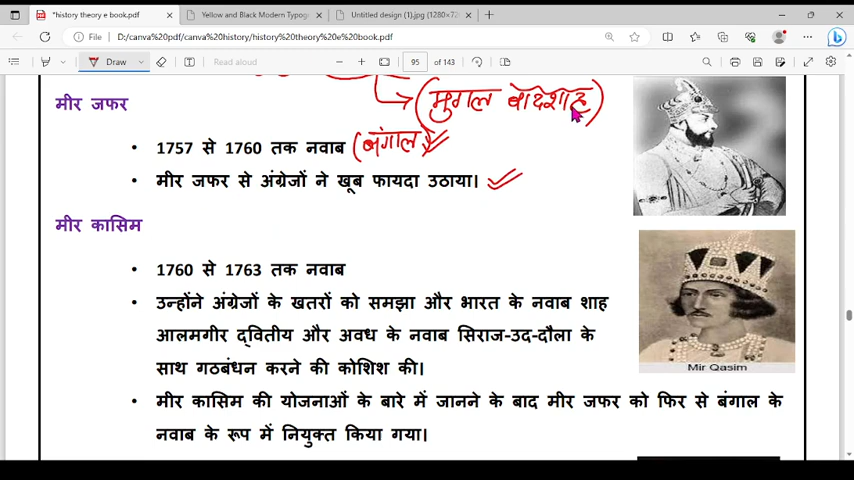 *history theory e book.pdf
Yellow and Black Modern Typogr
Untitled design (1).jpg (1280×72
File
D:/canva%20pdf/canva%20history/history%20theory%20e%20book.pdf
Draw
Read aloud
95 of 143
(मुगल बादशाह)
मीर जफर
• 1757 से 1760 तक नवाब (बंगाल)
• मीर जफर से अंग्रेजों ने खूब फायदा उठाया।
मीर कासिम
• 1760 से 1763 तक नवाब
• उन्होंने अंग्रेजों के खतरों को समझा और भारत के नवाब शाह
आलमगीर द्वितीय और अवध के नवाब सिराज-उद-दौला के
साथ गठबंधन करने की कोशिश की।
Mir Qasim
• मीर कासिम की योजनाओं के बारे में जानने के बाद मीर जफर को फिर से बंगाल के
नवाब के रूप में नियुक्त किया गया।